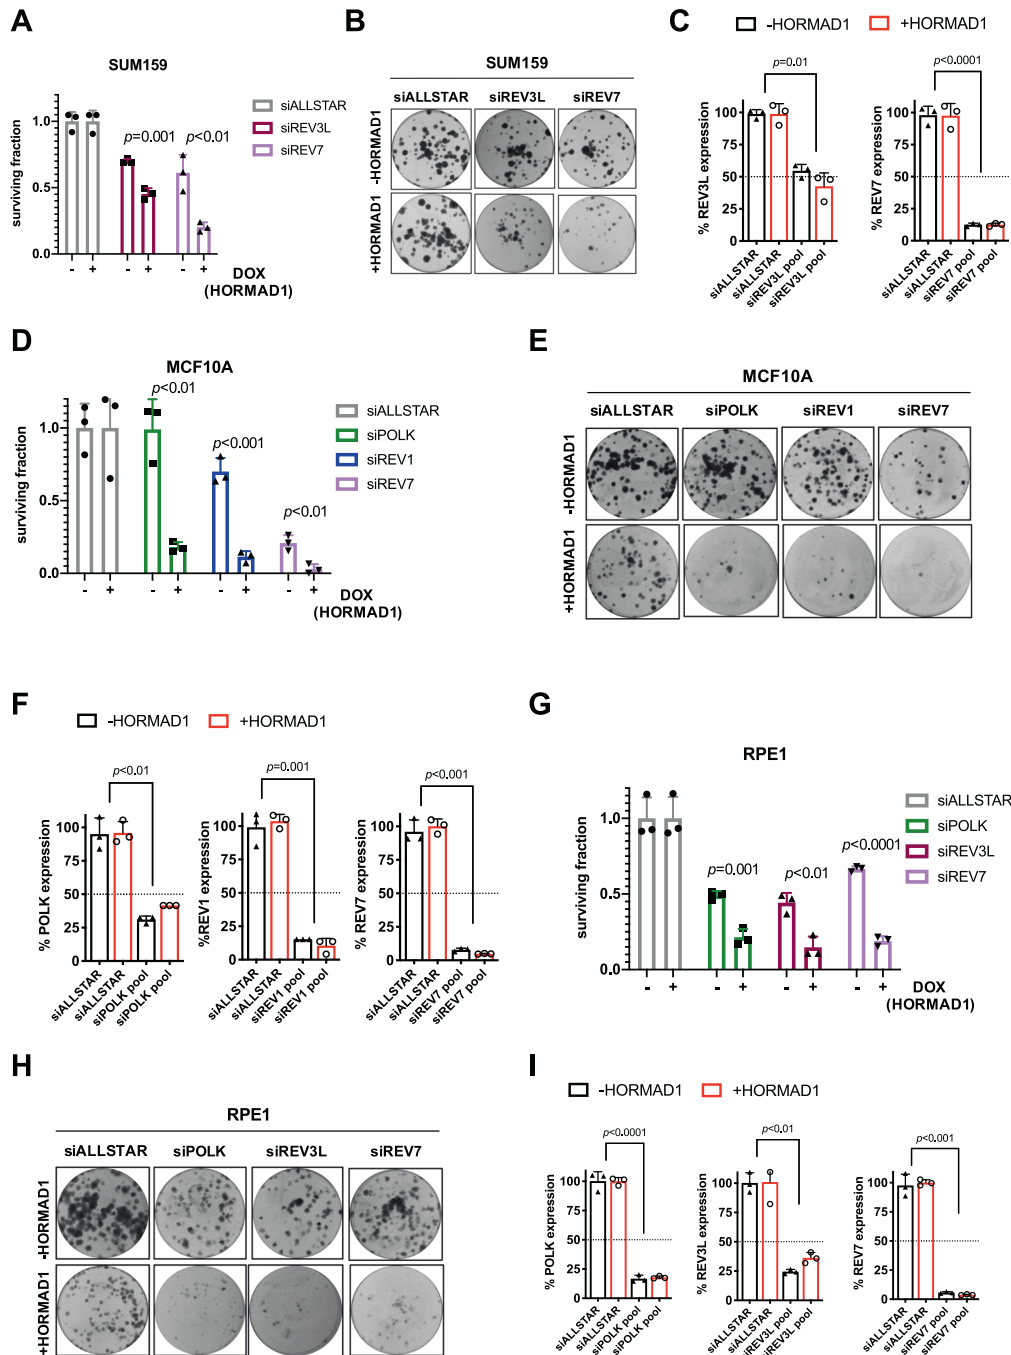 A
SUM159
surviving fraction
1.0
0.5
0.0
p=0.001
p<0.01
- + - + - +
DOX
(HORMAD1)
siALLSTAR
siREV3L
siREV7
B
SUM159
siALLSTAR siREV3L siREV7
-HORMAD1
+HORMAD1
C
-HORMAD1 +HORMAD1
p=0.01
% REV3L expression
100
75
50
25
0
siALLSTAR
siALLSTAR
siREV3L pool
siREV3L pool
p<0.0001
% REV7 expression
100
75
50
25
0
siALLSTAR
siALLSTAR
siREV7 pool
siREV7 pool
D
MCF10A
surviving fraction
1.0
0.5
0.0
p<0.01
p<0.001
p<0.01
- + - + - + - +
DOX
(HORMAD1)
siALLSTAR
siPOLK
siREV1
siREV7
E
MCF10A
siALLSTAR siPOLK siREV1 siREV7
-HORMAD1
+HORMAD1
F
-HORMAD1 +HORMAD1
p<0.01
% POLK expression
100
75
50
25
0
siALLSTAR
siALLSTAR
siPOLK pool
siPOLK pool
p=0.001
%REV1 expression
100
75
50
25
0
siALLSTAR
siALLSTAR
siREV1 pool
siREV1 pool
p<0.001
% REV7 expression
100
75
50
25
0
siALLSTAR
siALLSTAR
siREV7 pool
siREV7 pool
G
RPE1
surviving fraction
1.0
0.5
0.0
p=0.001
p<0.01
p<0.0001
- + - + - + - +
DOX
(HORMAD1)
siALLSTAR
siPOLK
siREV3L
siREV7
H
RPE1
siALLSTAR siPOLK siREV3L siREV7
-HORMAD1
+HORMAD1
I
-HORMAD1 +HORMAD1
p<0.0001
% POLK expression
100
75
50
25
0
siALLSTAR
siALLSTAR
siPOLK pool
siPOLK pool
p<0.01
% REV3L expression
100
75
50
25
0
siALLSTAR
siALLSTAR
siREV3L pool
siREV3L pool
p<0.001
% REV7 expression
100
75
50
25
0
siALLSTAR
siALLSTAR
siREV7 pool
siREV7 pool